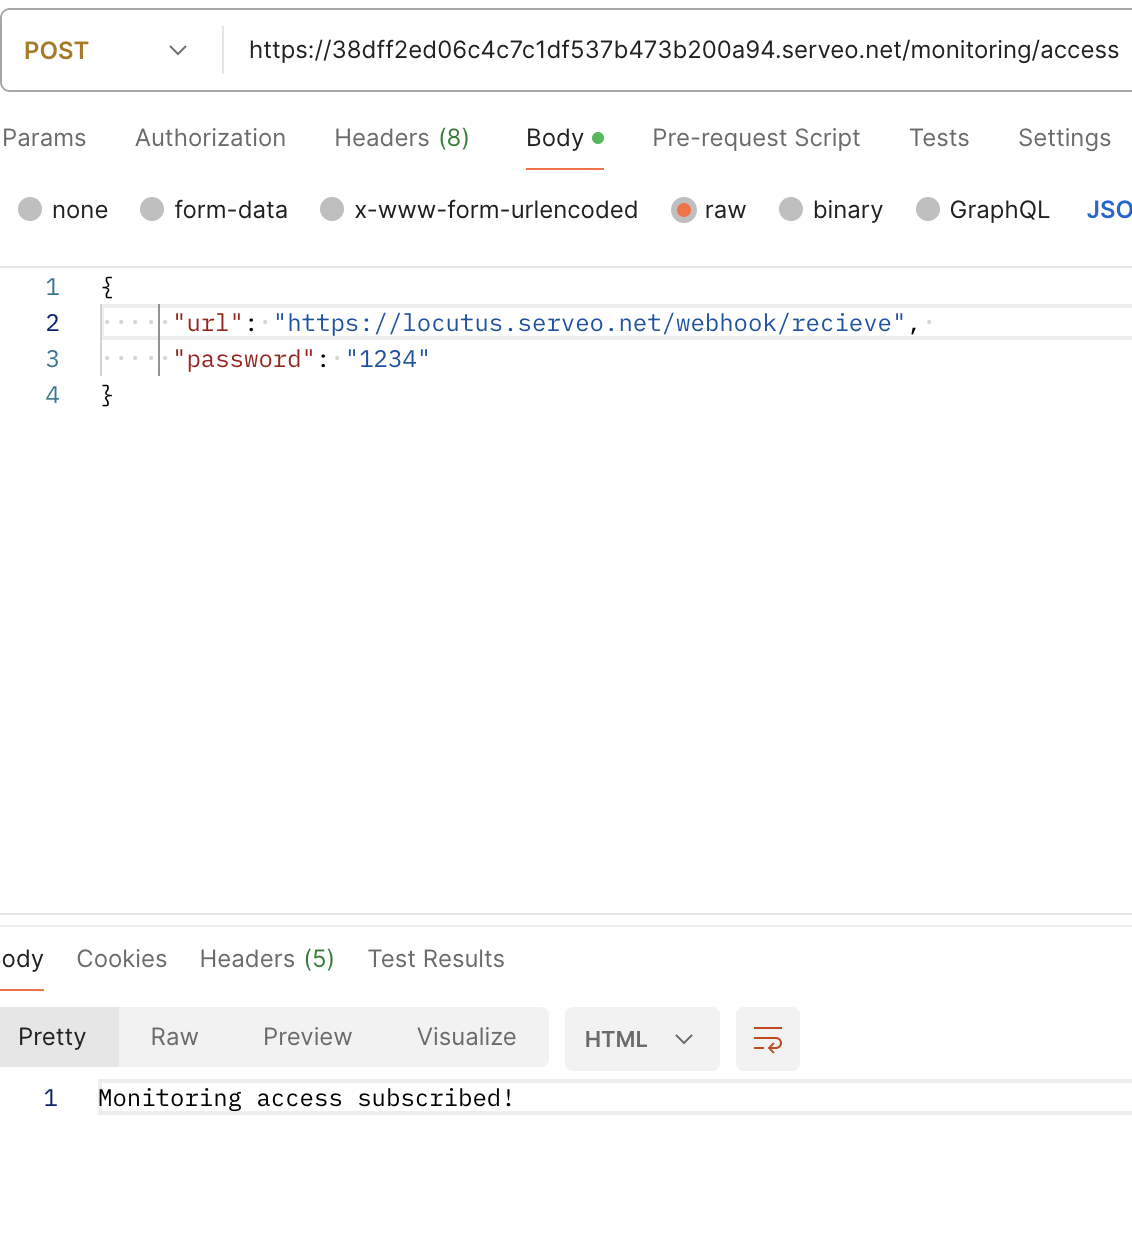 POST https://38dff2ed06c4c7c1df537b473b200a94.serveo.net/monitoring/access
Params Authorization Headers (8) Body Pre-request Script Tests Settings
none form-data x-www-form-urlencoded raw binary GraphQL JSO
1 {
2 "url": "https://locutus.serveo.net/webhook/recieve",
3 "password": "1234"
4 }
ody Cookies Headers (5) Test Results
Pretty Raw Preview Visualize HTML
1 Monitoring access subscribed!